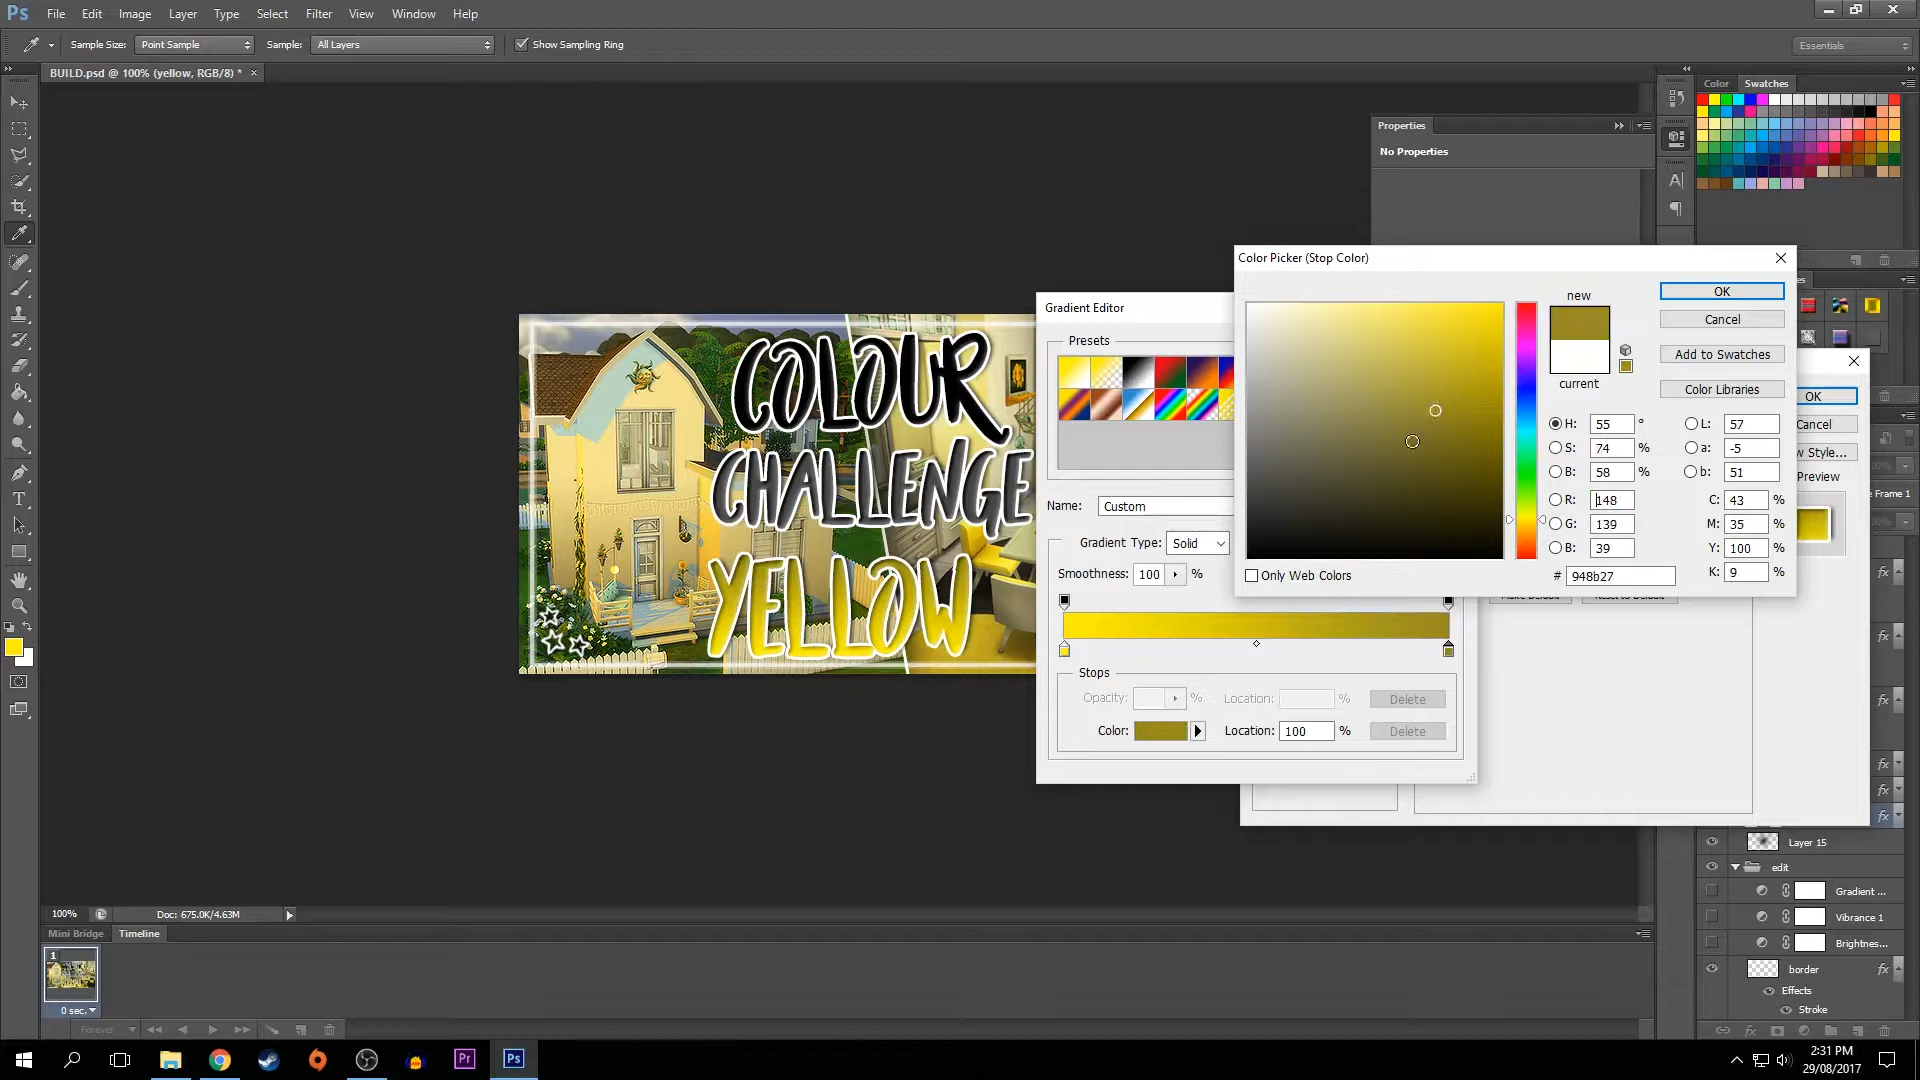 Ps File Edit Image Layer Type Select Filter View Window Help
Sample Size: Point Sample Sample: All Layers Show Sampling Ring Essentials
BUILD.psd @ 100% (yellow, RGB/8) * ×
Color Swatches
Properties
No Properties
COLOUR
CHALLENGE
YELLOW
Gradient Editor
Presets
Name: Custom
Gradient Type: Solid
Smoothness: 100 %
Stops
Opacity: % Location: % Delete
Color: Location: 100 % Delete
Color Picker (Stop Color)
new
current
OK
Cancel
Add to Swatches
Color Libraries
H: 55 °
S: 74 %
B: 58 %
R: 148
G: 139
B: 39
L: 57
a: -5
b: 51
C: 43 %
M: 35 %
Y: 100 %
K: 9 %
# 948b27
Only Web Colors
OK
Cancel
w Style...
Preview
Make Default Reset to Default
Frame 1
Layer 15
edit
Gradient ...
Vibrance 1
Brightnes...
border fx
Effects
Stroke
100% Doc: 675.0K/4.63M
Mini Bridge Timeline
1
0 sec.
Forever
Pr Ps
2:31 PM
29/08/2017